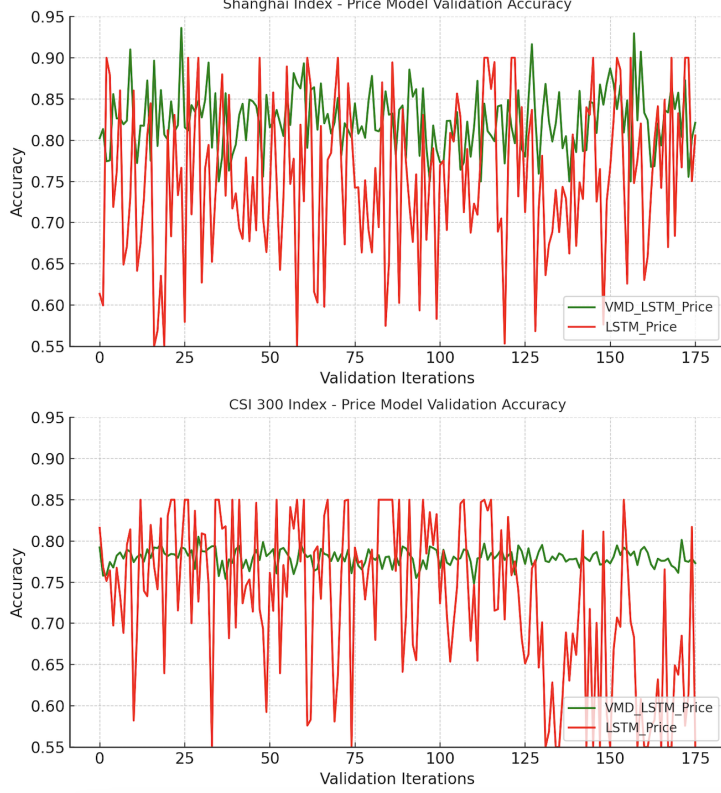 Shanghai Index - Price Model Validation Accuracy
0.95
0.90
0.85
0.80
0.75
0.70
0.65
0.60
0.55
Accuracy
VMD_LSTM_Price
LSTM_Price
0 25 50 75 100 125 150 175
Validation Iterations
CSI 300 Index - Price Model Validation Accuracy
0.95
0.90
0.85
0.80
0.75
0.70
0.65
0.60
0.55
Accuracy
VMD_LSTM_Price
LSTM_Price
0 25 50 75 100 125 150 175
Validation Iterations